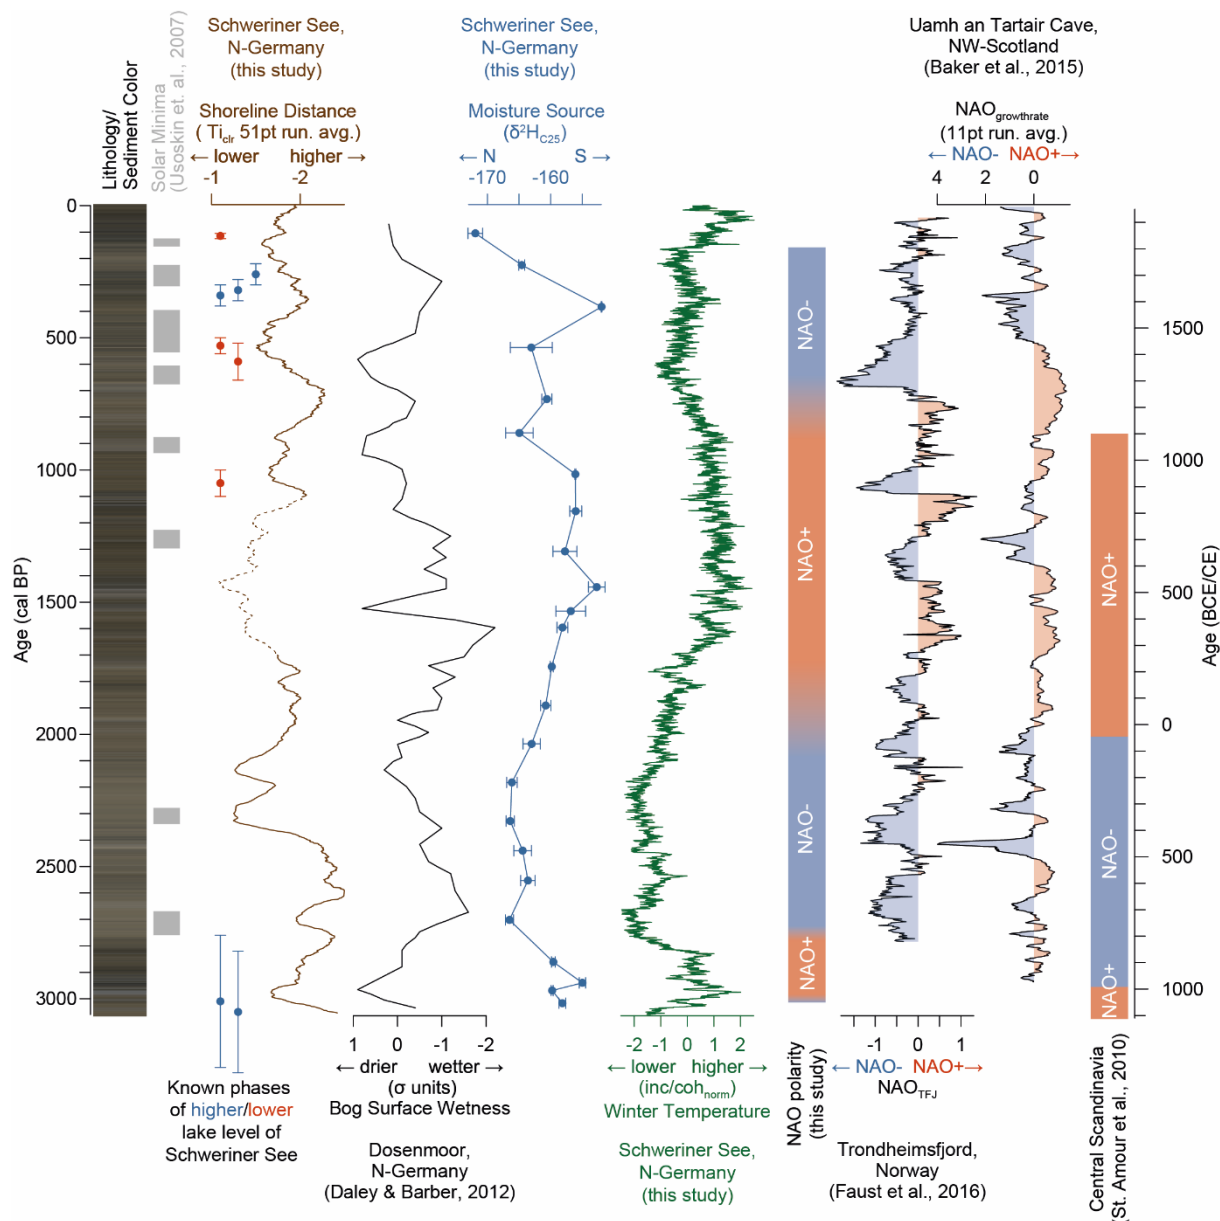 Lithology/
Sediment Color
Solar Minima
(Usoskin et. al., 2007)
Schweriner See,
N-Germany
(this study)
Shoreline Distance
( Ti_clr 51pt run. avg.)
← lower higher →
-1 -2
Schweriner See,
N-Germany
(this study)
Moisture Source
(δ²H_C25)
← N S →
-170 -160
Uamh an Tartair Cave,
NW-Scotland
(Baker et al., 2015)
NAO_growthrate
(11pt run. avg.)
← NAO- NAO+→
4 2 0
Age (cal BP)
0
500
1000
1500
2000
2500
3000
NAO-
NAO+
NAO-
NAO+
NAO+
NAO-
NAO+
Age (BCE/CE)
1500
1000
500
0
500
1000
Known phases
of higher/lower
lake level of
Schweriner See
1 0 -1 -2
← drier wetter →
(σ units)
Bog Surface Wetness
Dosenmoor,
N-Germany
(Daley & Barber, 2012)
-2 -1 0 1 2
← lower higher →
(inc/coh_norm)
Winter Temperature
Schweriner See,
N-Germany
(this study)
NAO polarity
(this study)
-1 0 1
← NAO- NAO+→
NAO_TFJ
Trondheimsfjord,
Norway
(Faust et al., 2016)
Central Scandinavia
(St. Amour et al., 2010)